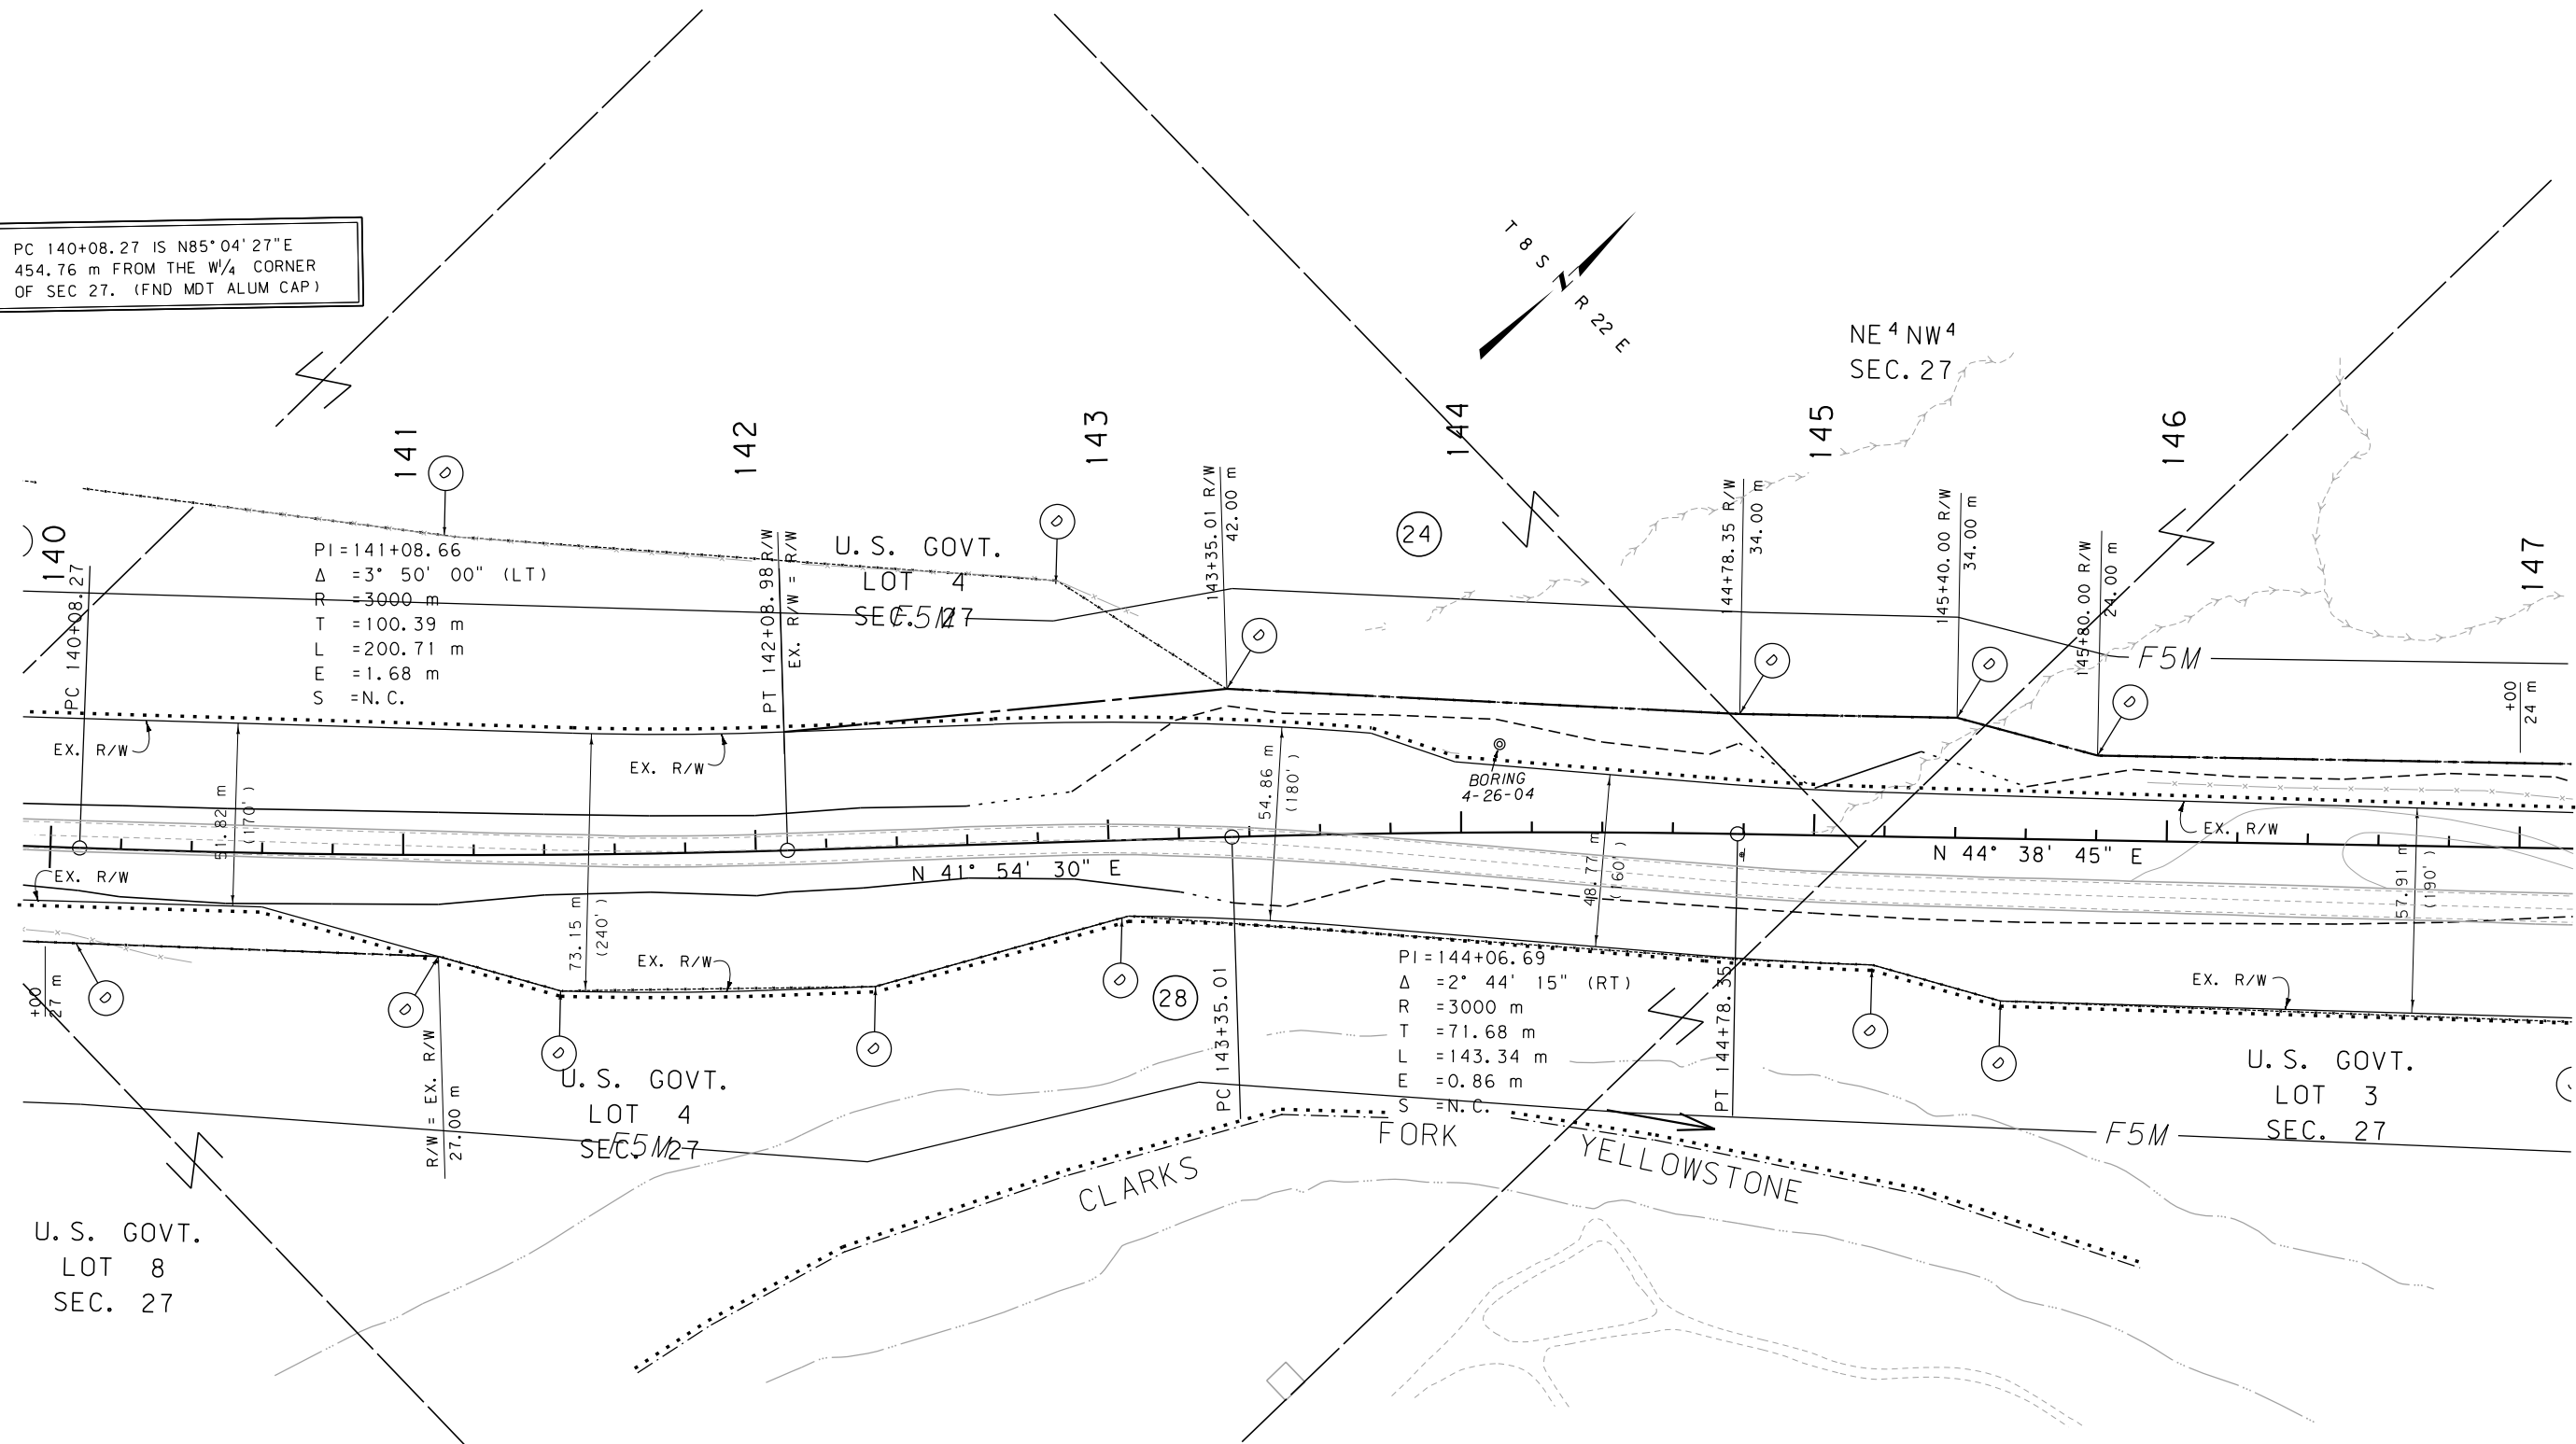 PC 140+08.27 IS N85°04'27"E
454.76 m FROM THE W1/4 CORNER
OF SEC 27. (FND MDT ALUM CAP)
T 8 S
R 22 E
NE4 NW4
SEC. 27
140
141
142
143
144
145
146
147
D
D
D
D
D
D
D
24
PC 140+08.27
PI=141+08.66
Δ =3° 50' 00" (LT)
R =3000 m
T =100.39 m
L =200.71 m
E =1.68 m
S =N.C.
PT 142+08.98 R/W
EX. R/W = R/W
U.S. GOVT.
LOT 4
SEC. 27
F5M
143+35.01 R/W
42.00 m
144+78.35 R/W
34.00 m
145+40.00 R/W
34.00 m
145+80.00 R/W
24.00 m
F5M
+00
24 m
EX. R/W
EX. R/W
BORING
4-26-04
EX. R/W
51.82 m
(170')
54.86 m
(180')
48.77 m
(160')
57.91 m
(190')
73.15 m
(240')
N 41° 54' 30" E
N 44° 38' 45" E
EX. R/W
EX. R/W
EX. R/W
+00
27 m
D
D
D
D
D
D
D
28
R/W = EX. R/W
27.00 m
PC 143+35.01
PI=144+06.69
Δ =2° 44' 15" (RT)
R =3000 m
T =71.68 m
L =143.34 m
E =0.86 m
S =N.C.
PT 144+78.35
U.S. GOVT.
LOT 4
SEC. 27
F5M
U.S. GOVT.
LOT 3
SEC. 27
F5M
CLARKS
FORK
YELLOWSTONE
U.S. GOVT.
LOT 8
SEC. 27